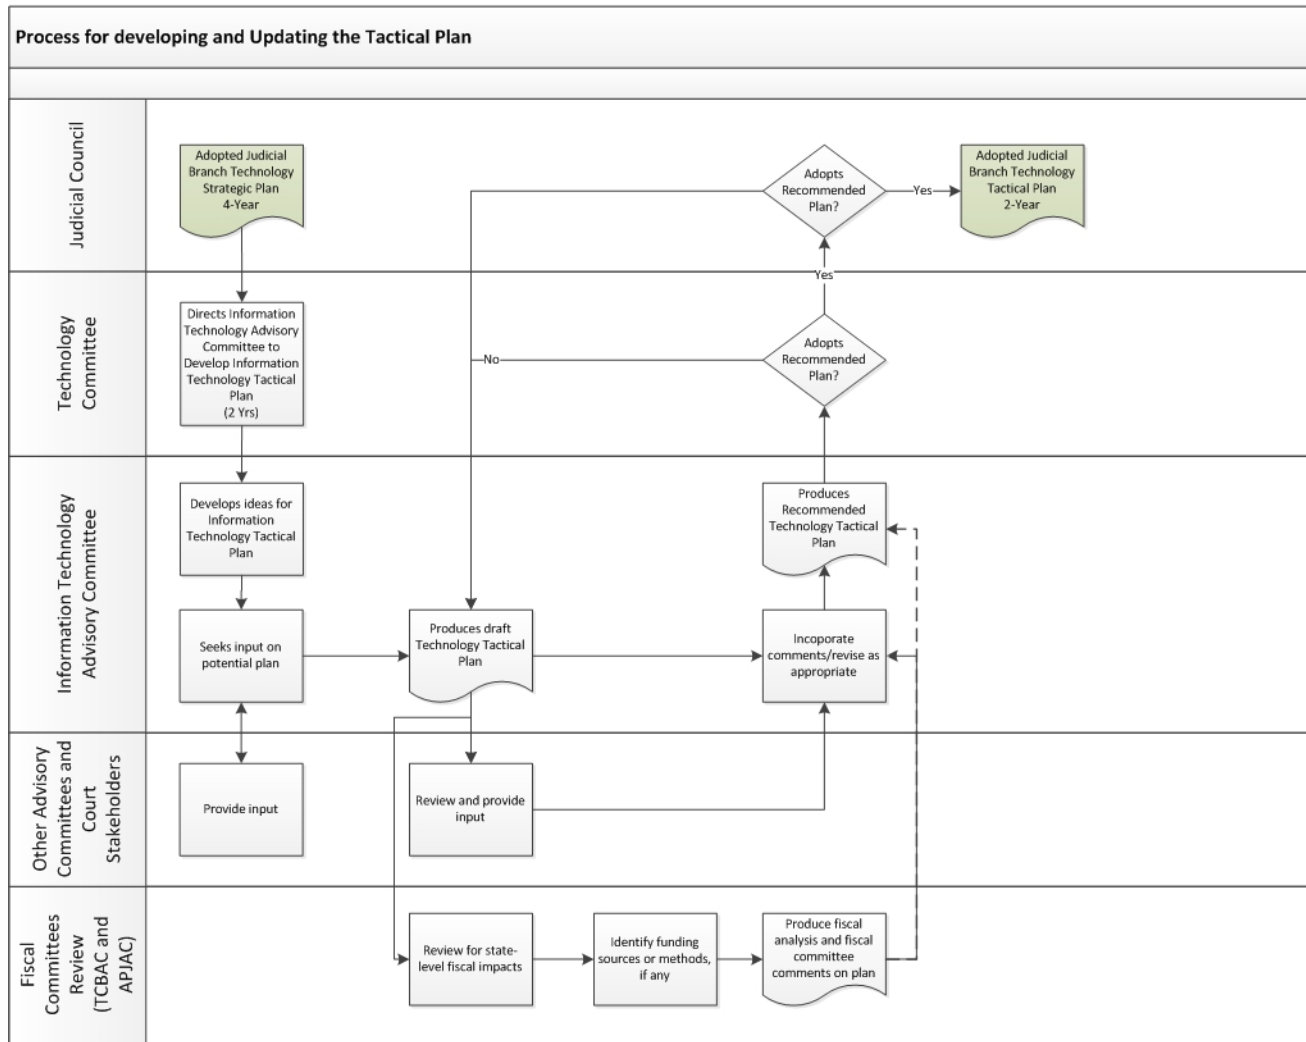 Process for developing and Updating the Tactical Plan
Judicial Council
Adopted Judicial
Branch Technology
Strategic Plan
4-Year
Adopts
Recommended
Plan?
Yes
Adopted Judicial
Branch Technology
Tactical Plan
2-Year
Yes
Technology
Committee
Directs Information
Technology Advisory
Committee to
Develop Information
Technology Tactical
Plan
(2 Yrs)
No
Adopts
Recommended
Plan?
Information Technology
Advisory Committee
Develops ideas for
Information
Technology Tactical
Plan
Produces
Recommended
Technology Tactical
Plan
Seeks input on
potential plan
Produces draft
Technology Tactical
Plan
Incoporate
comments/revise as
appropriate
Other Advisory
Committees and
Court
Stakeholders
Provide input
Review and provide
input
Fiscal
Committees
Review
(TCBAC and
APJAC)
Review for state-
level fiscal impacts
Identify funding
sources or methods,
if any
Produce fiscal
analysis and fiscal
committee
comments on plan